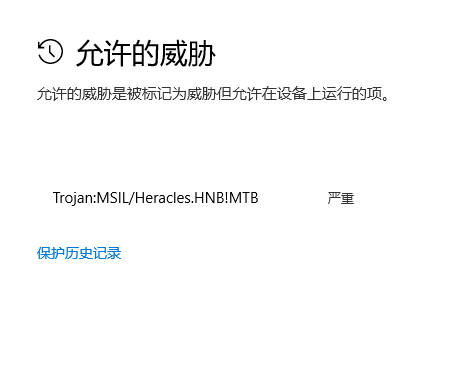 允许的威胁
允许的威胁是被标记为威胁但允许在设备上运行的项。
Trojan:MSIL/Heracles.HNB!MTB 严重
保护历史记录